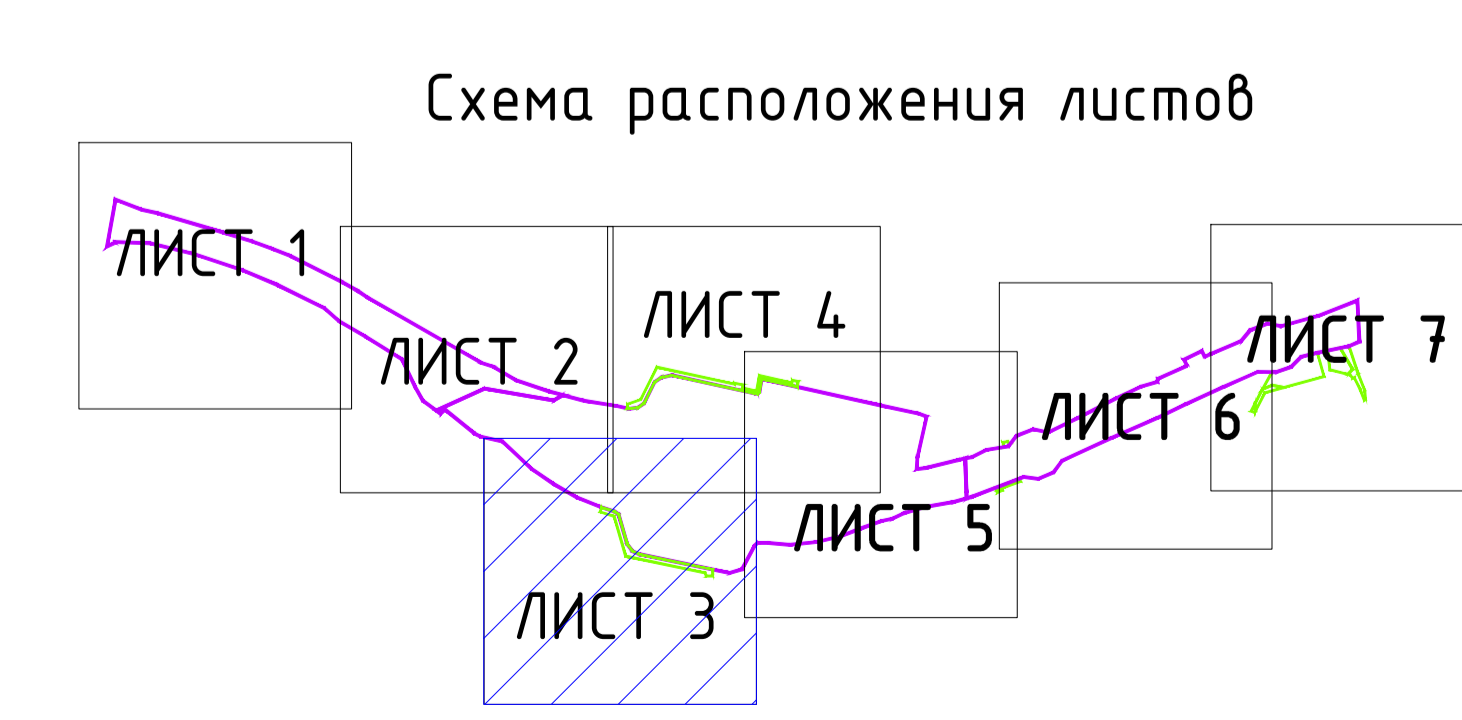 Схема расположения листов
ЛИСТ 1
ЛИСТ 2
ЛИСТ 4
ЛИСТ 7
ЛИСТ 6
ЛИСТ 5
ЛИСТ 3